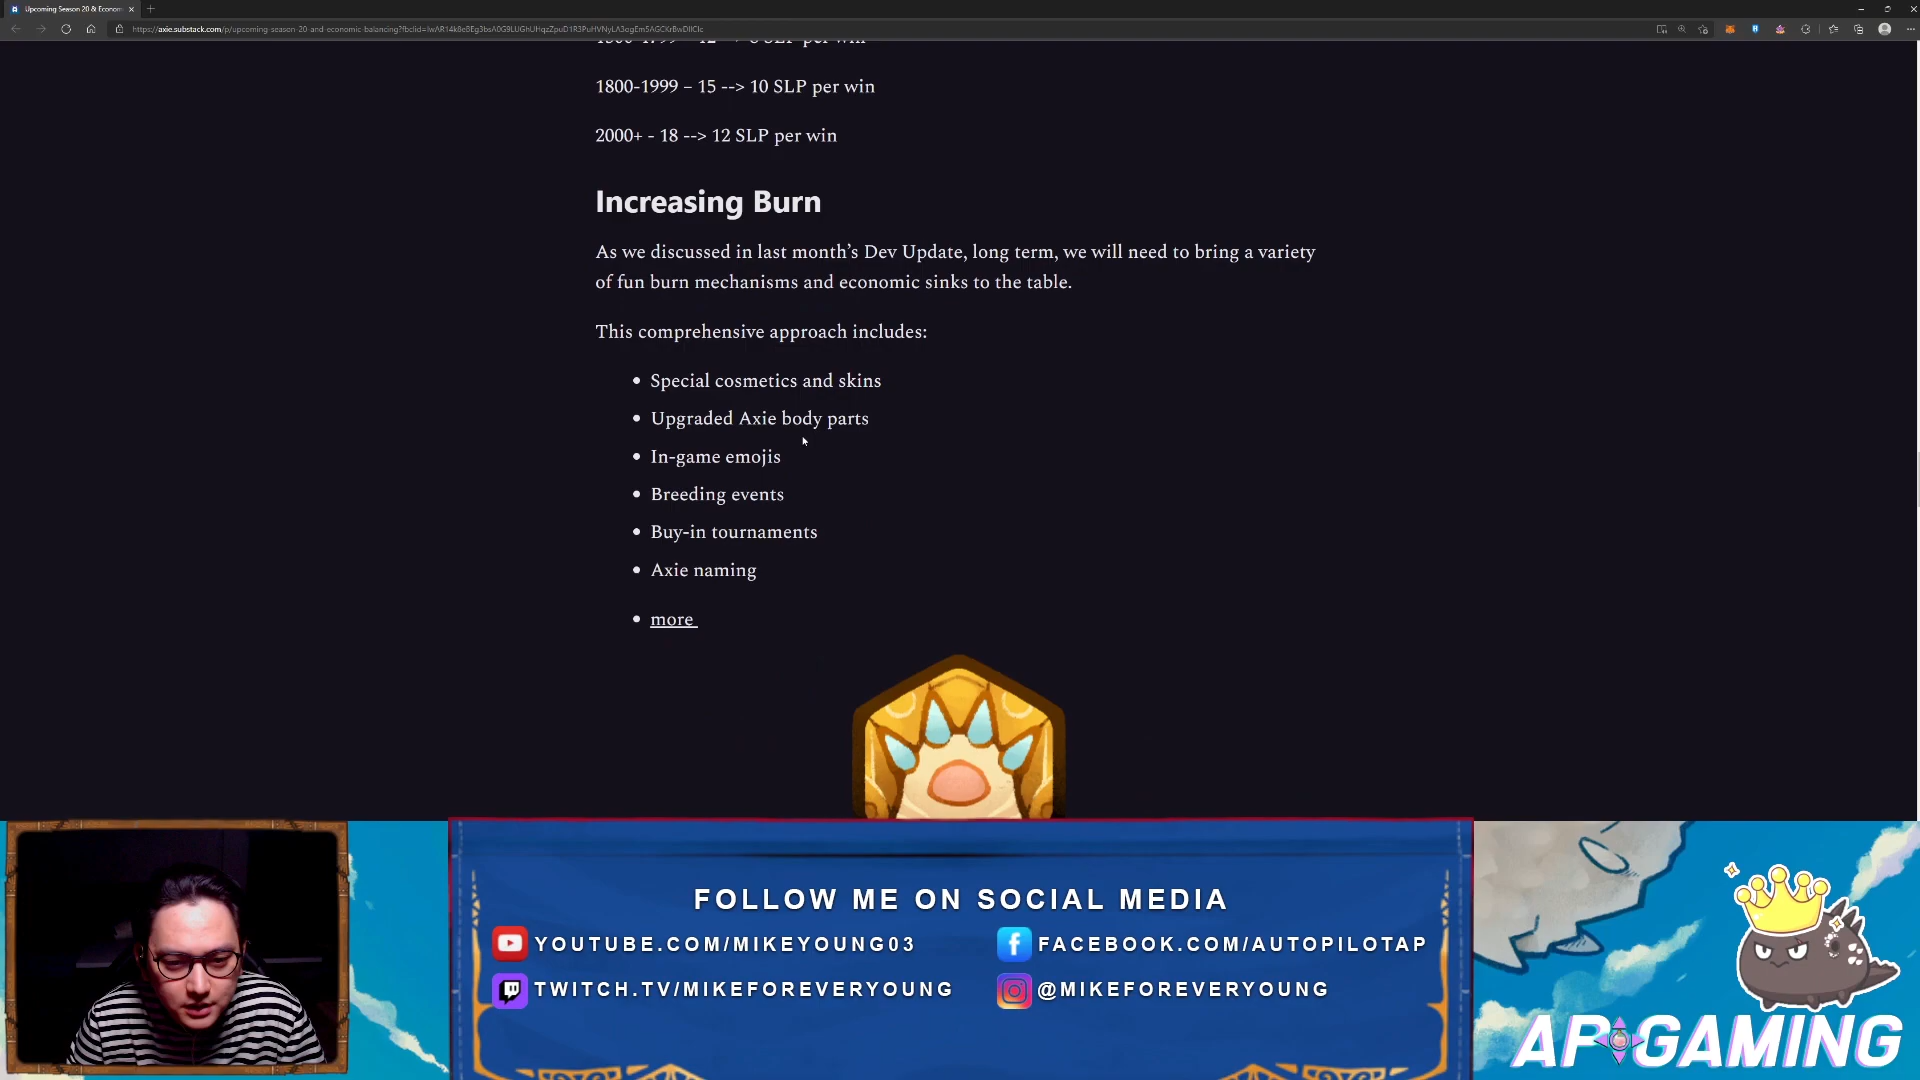 Upcoming Season 20 & Econom
1800-1999 – 15 --> 10 SLP per win
2000+ - 18 --> 12 SLP per win
Increasing Burn
As we discussed in last month’s Dev Update, long term, we will need to bring a variety
of fun burn mechanisms and economic sinks to the table.
This comprehensive approach includes:
Special cosmetics and skins
Upgraded Axie body parts
In-game emojis
Breeding events
Buy-in tournaments
Axie naming
more
FOLLOW ME ON SOCIAL MEDIA
YOUTUBE.COM/MIKEYOUNG03
FACEBOOK.COM/AUTOPILOTAP
TWITCH.TV/MIKEFOREVERYOUNG
@MIKEFOREVERYOUNG
AP GAMING